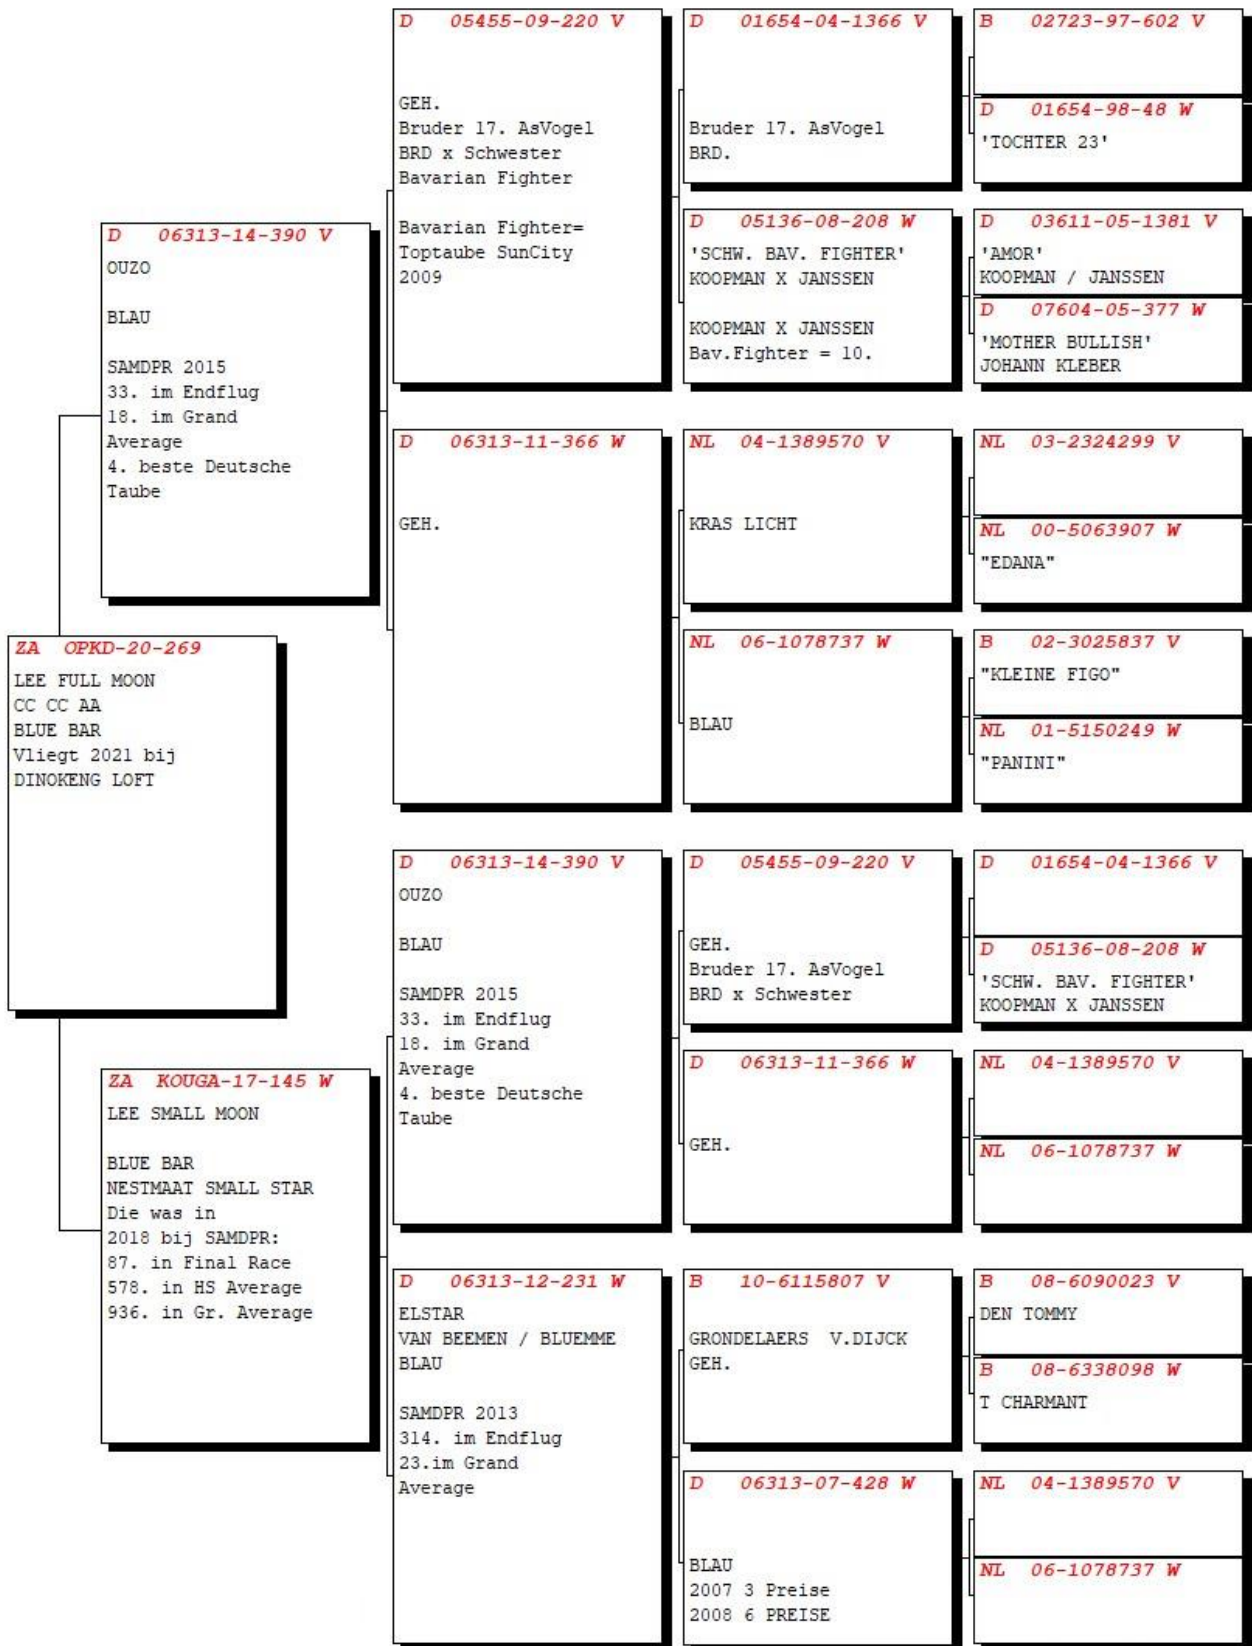 ZA OPKD-20-269
LEE FULL MOON
CC CC AA
BLUE BAR
Vliegt 2021 bij
DINOKENG LOFT
D 06313-14-390 V
OUZO
BLAU
SAMDPR 2015
33. im Endflug
18. im Grand
Average
4. beste Deutsche
Taube
ZA KOUGA-17-145 W
LEE SMALL MOON
BLUE BAR
NESTMAAT SMALL STAR
Die was in
2018 bij SAMDPR:
87. in Final Race
578. in HS Average
936. in Gr. Average
D 05455-09-220 V
GEH.
Bruder 17. AsVogel
BRD x Schwester
Bavarian Fighter
Bavarian Fighter=
Toptaube SunCity
2009
D 06313-11-366 W
GEH.
D 06313-14-390 V
OUZO
BLAU
SAMDPR 2015
33. im Endflug
18. im Grand
Average
4. beste Deutsche
Taube
D 06313-12-231 W
ELSTAR
VAN BEEMEN / BLUEMME
BLAU
SAMDPR 2013
314. im Endflug
23.im Grand
Average
D 01654-04-1366 V
Bruder 17. AsVogel
BRD.
D 05136-08-208 W
'SCHW. BAV. FIGHTER'
KOOPMAN X JANSSEN
KOOPMAN X JANSSEN
Bav.Fighter = 10.
NL 04-1389570 V
KRAS LICHT
NL 06-1078737 W
BLAU
D 05455-09-220 V
GEH.
Bruder 17. AsVogel
BRD x Schwester
D 06313-11-366 W
GEH.
B 10-6115807 V
GRONDELAERS V.DIJCK
GEH.
D 06313-07-428 W
BLAU
2007 3 Preise
2008 6 PREISE
B 02723-97-602 V
D 01654-98-48 W
'TOCHTER 23'
D 03611-05-1381 V
'AMOR'
KOOPMAN / JANSSEN
D 07604-05-377 W
'MOTHER BULLISH'
JOHANN KLEBER
NL 03-2324299 V
NL 00-5063907 W
"EDANA"
B 02-3025837 V
"KLEINE FIGO"
NL 01-5150249 W
"PANINI"
D 01654-04-1366 V
D 05136-08-208 W
'SCHW. BAV. FIGHTER'
KOOPMAN X JANSSEN
NL 04-1389570 V
NL 06-1078737 W
B 08-6090023 V
DEN TOMMY
B 08-6338098 W
T CHARMANT
NL 04-1389570 V
NL 06-1078737 W